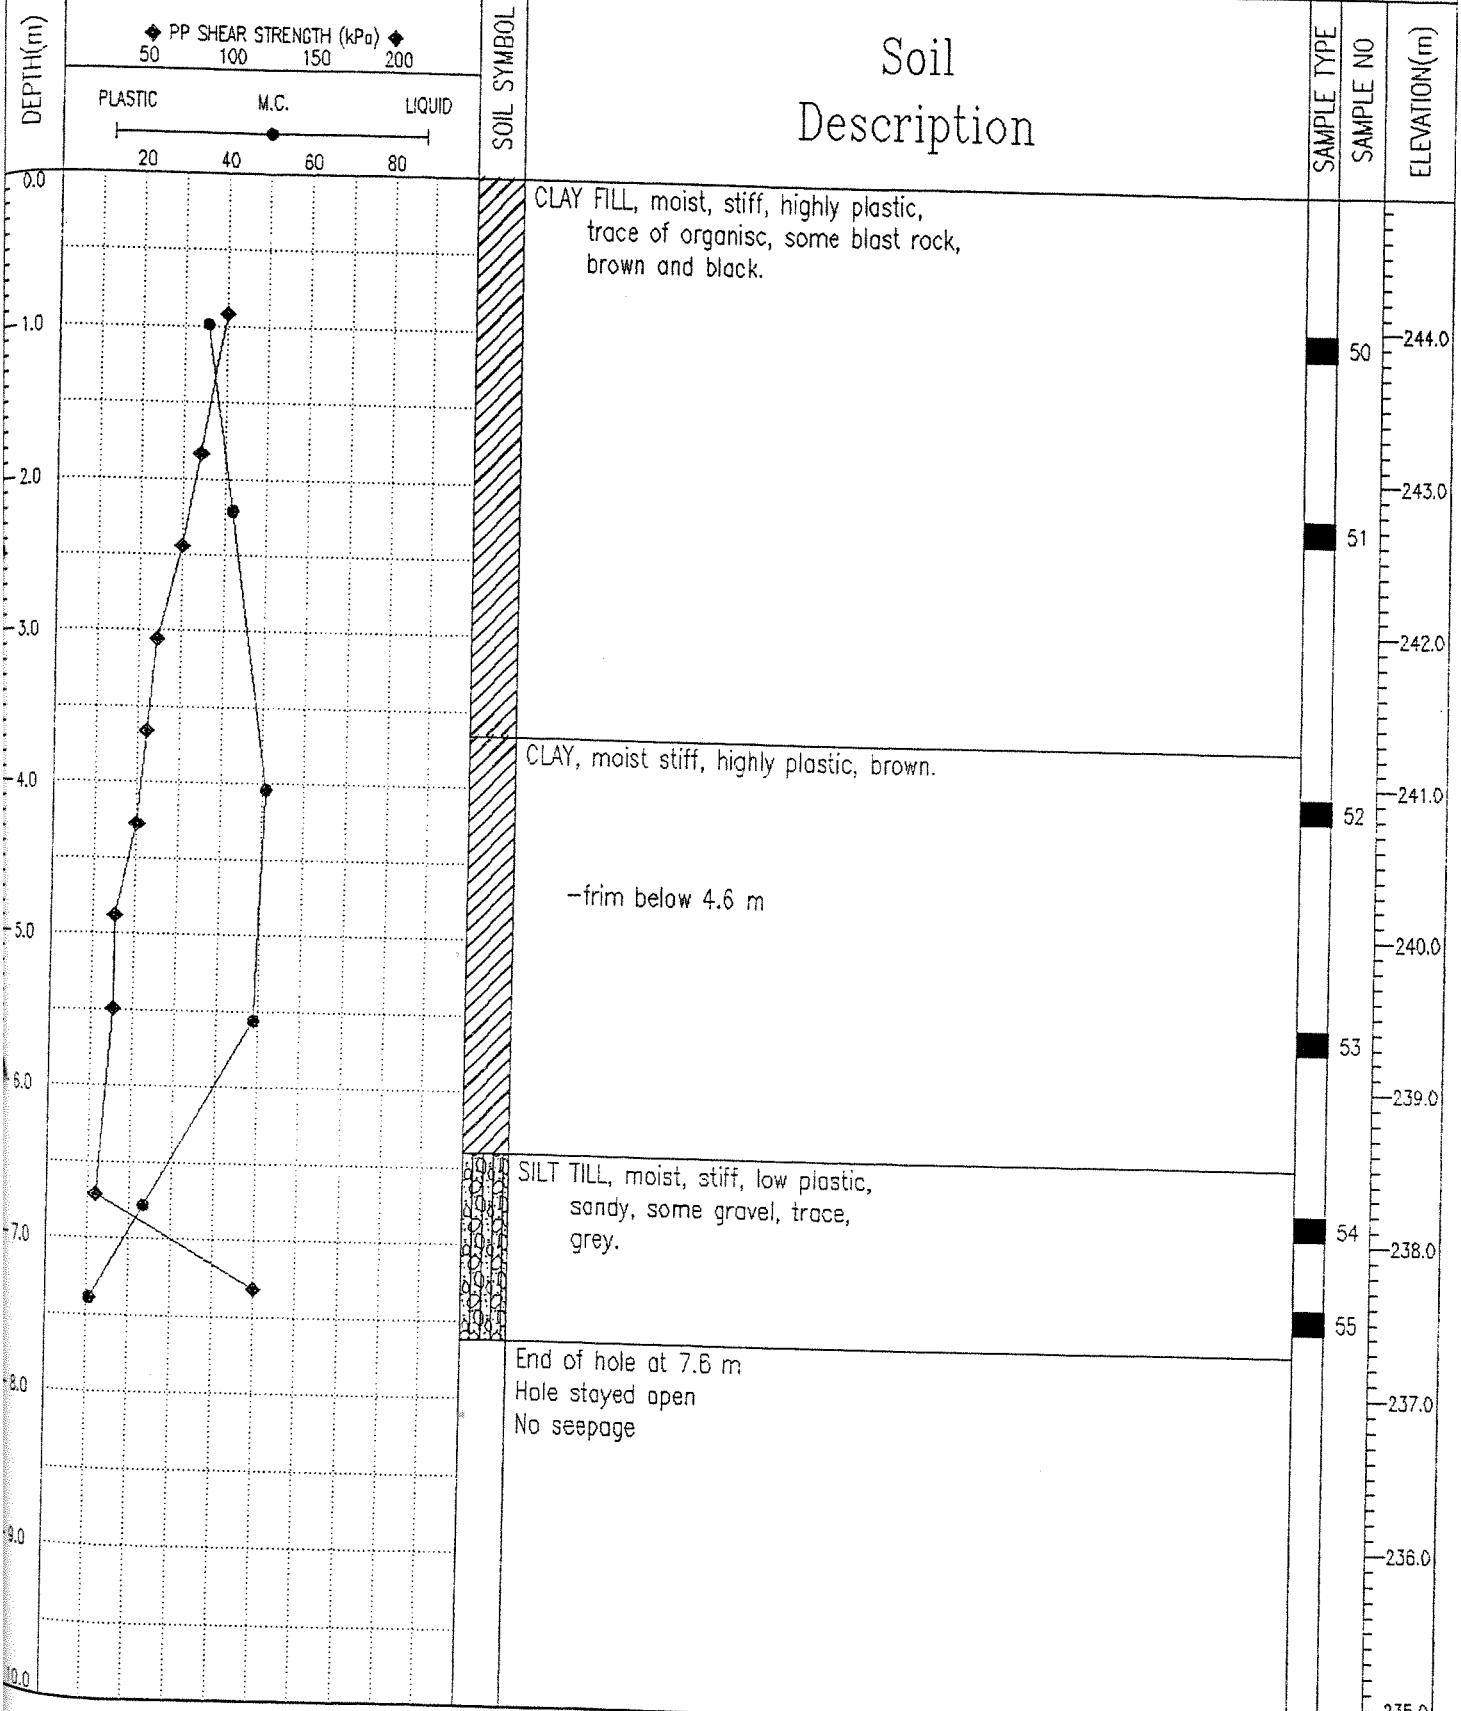 DEPTH(m)
PP SHEAR STRENGTH (kPa)
50 100 150 200
PLASTIC M.C. LIQUID
20 40 60 80
SOIL SYMBOL
Soil
Description
SAMPLE TYPE
SAMPLE NO
ELEVATION(m)
0.0
CLAY FILL, moist, stiff, highly plastic,
trace of organisc, some blast rock,
brown and black.
1.0
50
244.0
2.0
243.0
51
3.0
242.0
CLAY, moist stiff, highly plastic, brown.
4.0
241.0
52
-frim below 4.6 m
5.0
240.0
53
6.0
239.0
SILT TILL, moist, stiff, low plastic,
sandy, some gravel, trace,
grey.
7.0
54
238.0
55
End of hole at 7.6 m
Hole stayed open
No seepage
8.0
237.0
9.0
236.0
10.0
235.0